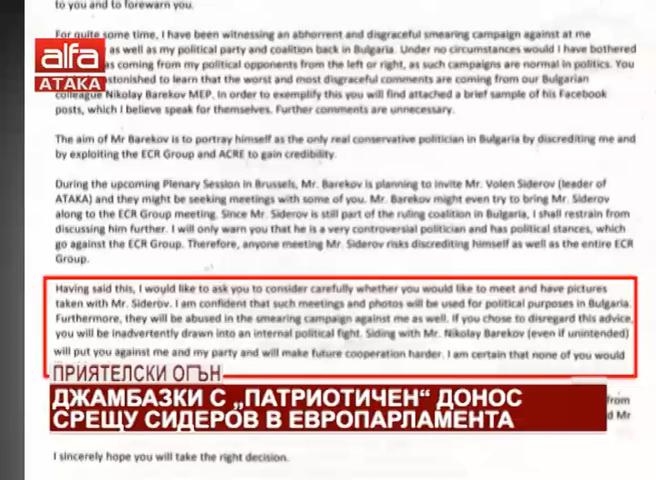 to you and to forewarn you.
For quite some time, I have been witnessing an abhorrent and disgraceful smearing campaign against at me
as well as my political party and coalition back in Bulgaria. Under no circumstances would I have bothered
as coming from my political opponents from the left or right, as such campaigns are normal in politics. You
tonished to learn that the worst and most disgraceful comments are coming from our Bulgarian
colleague Nikolay Barekov MEP. In order to exemplify this you will find attached a brief sample of his Facebook
posts, which I believe speak for themselves. Further comments are unnecessary.
alfa
ATAKA
The aim of Mr Barekov is to portray himself as the only real conservative politician in Bulgaria by discrediting me and
by exploiting the ECR Group and ACRE to gain credibility.
During the upcoming Plenary Session in Brussels, Mr. Barekov is planning to invite Mr. Volen Siderov (leader of
ATAKA) and they might be seeking meetings with some of you. Mr. Barekov might even try to bring Mr. Siderov
along to the ECR Group meeting. Since Mr. Siderov is still part of the ruling coalition in Bulgaria, I shall restrain from
discussing him further. I will only warn you that he is a very controversial politician and has political stances, which
go against the ECR Group. Therefore, anyone meeting Mr. Siderov risks discrediting himself as well as the entire ECR
Group.
Having said this, I would like to ask you to consider carefully whether you would like to meet and have pictures
taken with Mr. Siderov. I am confident that such meetings and photos will be used for political purposes in Bulgaria.
Furthermore, they will be abused in the smearing campaign against me as well. If you chose to disregard this advice,
you will be inadvertently drawn into an internal political fight. Siding with Mr. Nikolay Barekov (even if unintended)
will put you against me and my party and will make future cooperation harder. I am certain that none of you would
ПРИЯТЕЛСКИ ОГЪН
ДЖАМБАЗКИ С „ПАТРИОТИЧЕН“ ДОНОС
СРЕЩУ СИДЕРОВ В ЕВРОПАРЛАМЕНТА
from
d Mr
I sincerely hope you will take the right decision.